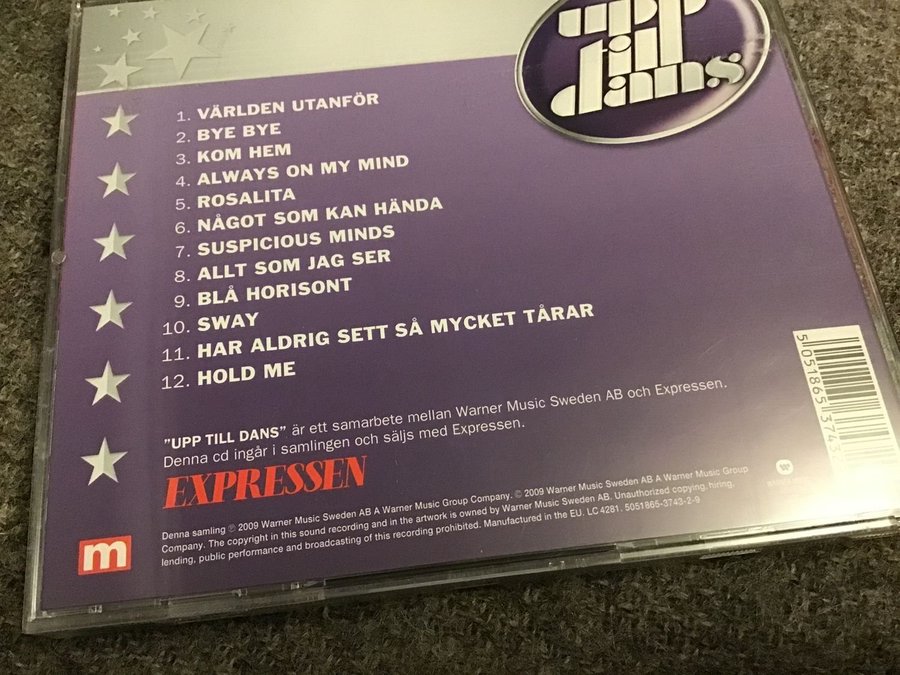 upp
till
dans
1. VÄRLDEN UTANFÖR
2. BYE BYE
3. KOM HEM
4. ALWAYS ON MY MIND
5. ROSALITA
6. NÅGOT SOM KAN HÄNDA
7. SUSPICIOUS MINDS
8. ALLT SOM JAG SER
9. BLÅ HORISONT
10. SWAY
11. HAR ALDRIG SETT SÅ MYCKET TÅRAR
12. HOLD ME
"UPP TILL DANS" är ett samarbete mellan Warner Music Sweden AB och Expressen.
Denna cd ingår i samlingen och säljs med Expressen.
EXPRESSEN
Denna samling ℗ 2009 Warner Music Sweden AB A Warner Music Group Company. © 2009 Warner Music Sweden AB A Warner Music Group
Company. The copyright in this sound recording and in the artwork is owned by Warner Music Sweden AB. Unauthorized copying, hiring,
lending, public performance and broadcasting of this recording prohibited. Manufactured in the EU. LC 4281. 5051865-3743-2-9
m
5 051865 13743